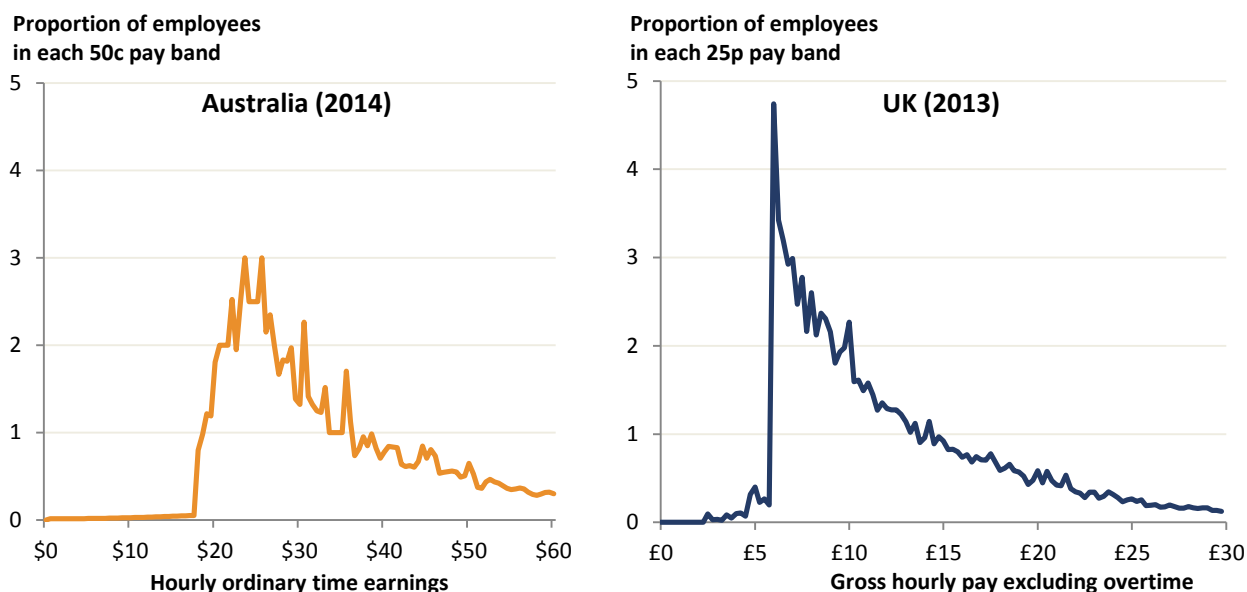 Proportion of employees
in each 50c pay band
5
4
3
2
1
0
Australia (2014)
$0 $10 $20 $30 $40 $50 $60
Hourly ordinary time earnings
Proportion of employees
in each 25p pay band
5
4
3
2
1
0
UK (2013)
£0 £5 £10 £15 £20 £25 £30
Gross hourly pay excluding overtime